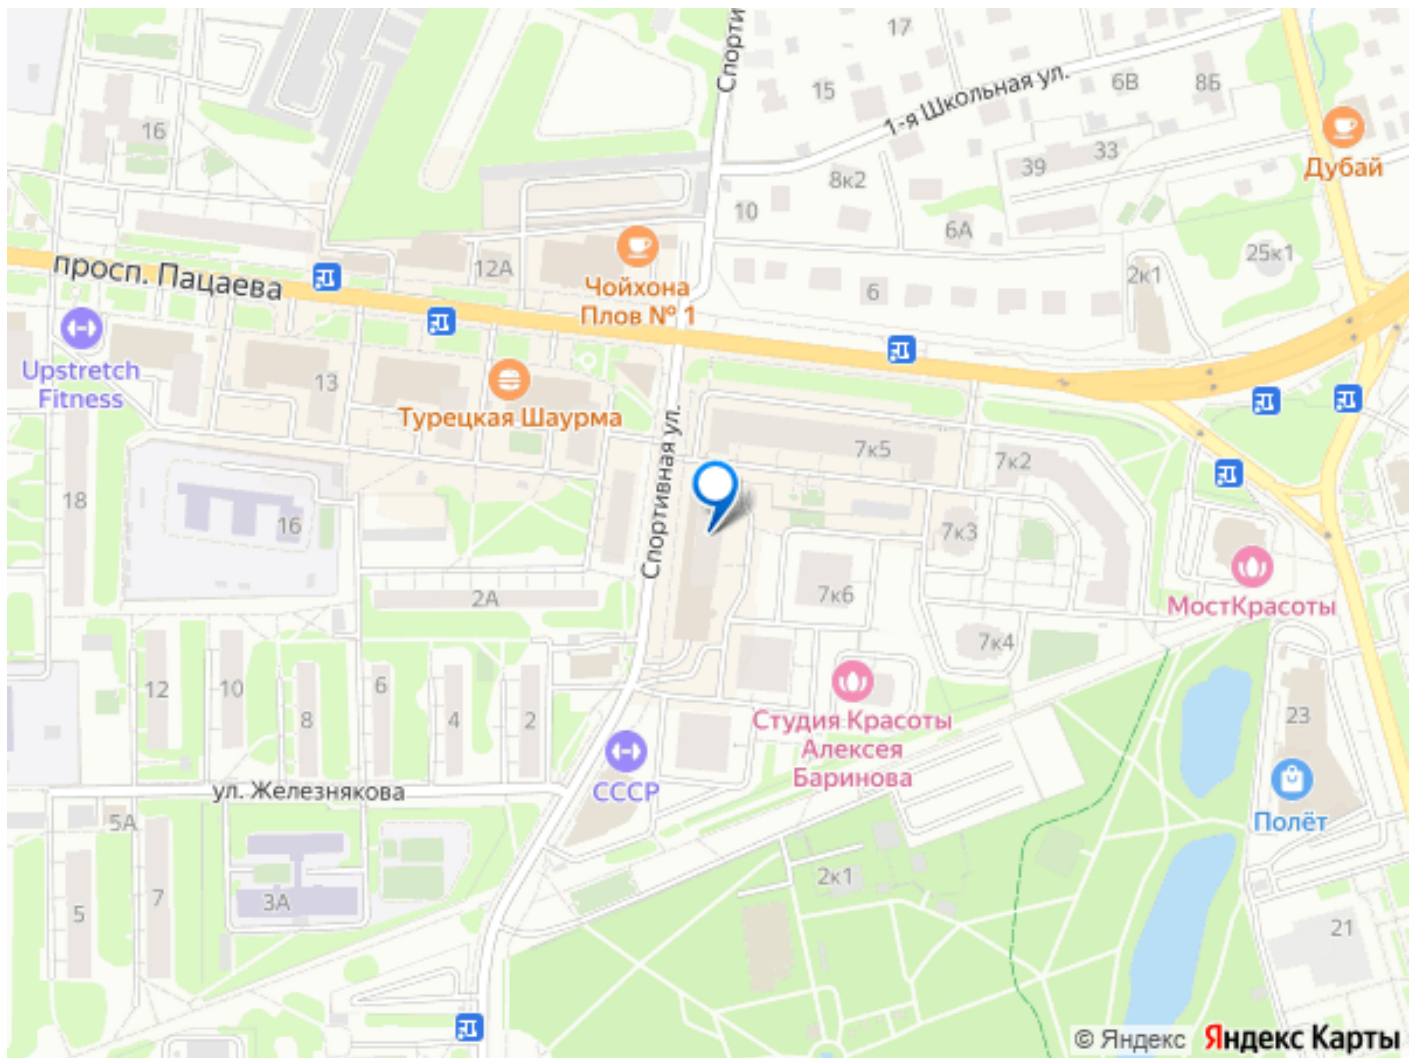 Спорти
17
15
1-я Школьная ул.
6В
8Б
16
39
33
Дубай
8к2
10
6А
25к1
просп. Пацаева
12А
Чойхона
Плов № 1
6
2к1
Upstretch
Fitness
13
Турецкая Шаурма
Спортивная ул.
7к5
7к2
18
16
7к3
2А
7к6
МостКрасоты
7к4
12
10
8
6
4
2
Студия Красоты
Алексея
Баринова
23
СССР
ул. Железнякова
Полёт
5А
5
7
3А
2к1
21
© Яндекс Яндекс Карты